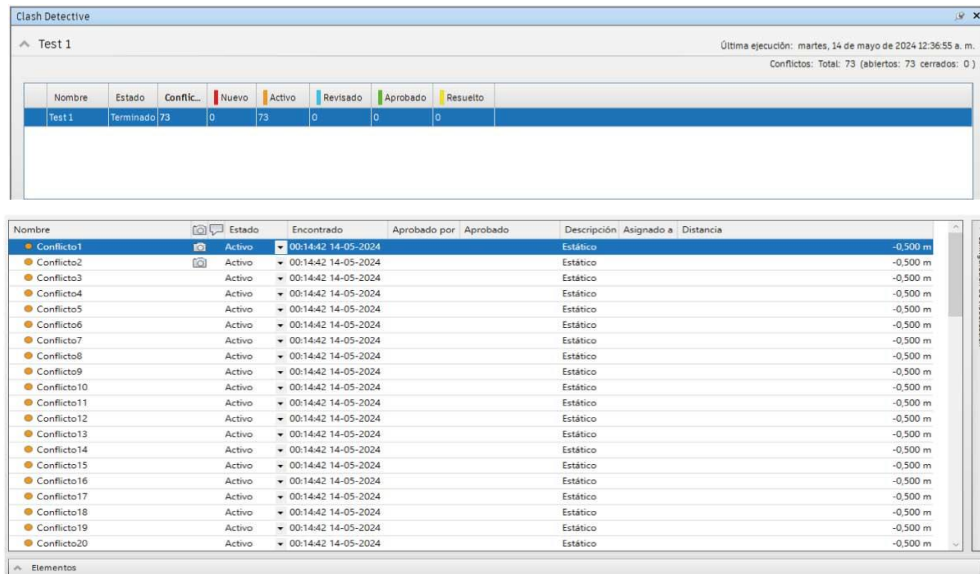 Clash Detective
Test 1
Última ejecución: martes, 14 de mayo de 2024 12:36:55 a. m.
Conflictos: Total: 73 (abiertos: 73 cerrados: 0 )
Nombre Estado Conflic... Nuevo Activo Revisado Aprobado Resuelto
Test 1 Terminado 73 0 73 0 0 0
Nombre Estado Encontrado Aprobado por Aprobado Descripción Asignado a Distancia
Conflicto1 Activo 00:14:42 14-05-2024 Estático -0,500 m
Conflicto2 Activo 00:14:42 14-05-2024 Estático -0,500 m
Conflicto3 Activo 00:14:42 14-05-2024 Estático -0,500 m
Conflicto4 Activo 00:14:42 14-05-2024 Estático -0,500 m
Conflicto5 Activo 00:14:42 14-05-2024 Estático -0,500 m
Conflicto6 Activo 00:14:42 14-05-2024 Estático -0,500 m
Conflicto7 Activo 00:14:42 14-05-2024 Estático -0,500 m
Conflicto8 Activo 00:14:42 14-05-2024 Estático -0,500 m
Conflicto9 Activo 00:14:42 14-05-2024 Estático -0,500 m
Conflicto10 Activo 00:14:42 14-05-2024 Estático -0,500 m
Conflicto11 Activo 00:14:42 14-05-2024 Estático -0,500 m
Conflicto12 Activo 00:14:42 14-05-2024 Estático -0,500 m
Conflicto13 Activo 00:14:42 14-05-2024 Estático -0,500 m
Conflicto14 Activo 00:14:42 14-05-2024 Estático -0,500 m
Conflicto15 Activo 00:14:42 14-05-2024 Estático -0,500 m
Conflicto16 Activo 00:14:42 14-05-2024 Estático -0,500 m
Conflicto17 Activo 00:14:42 14-05-2024 Estático -0,500 m
Conflicto18 Activo 00:14:42 14-05-2024 Estático -0,500 m
Conflicto19 Activo 00:14:42 14-05-2024 Estático -0,500 m
Conflicto20 Activo 00:14:42 14-05-2024 Estático -0,500 m
Elementos